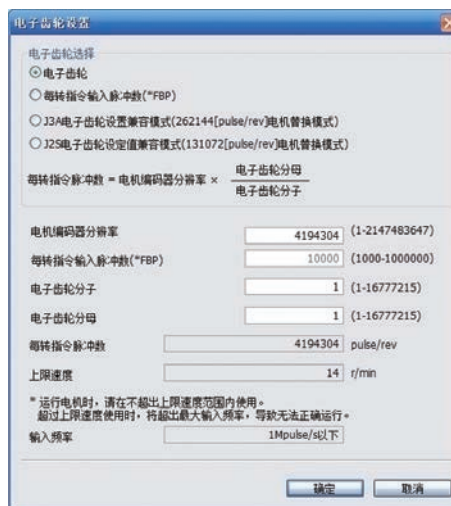 电子齿轮设置
电子齿轮选择
电子齿轮
每转指令输入脉冲数(*FBP)
J3A电子齿轮设置兼容模式(262144[pulse/rev]电机替换模式)
J2S电子齿轮设定值兼容模式(131072[pulse/rev]电机替换模式)
每转指令脉冲数 = 电机编码器分辨率 × 电子齿轮分母
电子齿轮分子
电机编码器分辨率 4194304 (1-2147483647)
每转指令输入脉冲数(*FBP) 10000 (1000-1000000)
电子齿轮分子 1 (1-16777215)
电子齿轮分母 1 (1-16777215)
每转指令脉冲数 4194304 pulse/rev
上限速度 14 r/min
* 运行电机时，请在不超出上限速度范围内使用。
超过上限速度使用时，将超出最大输入频率，导致无法正确运行。
输入频率 1Mpulse/s以下
确定 取消